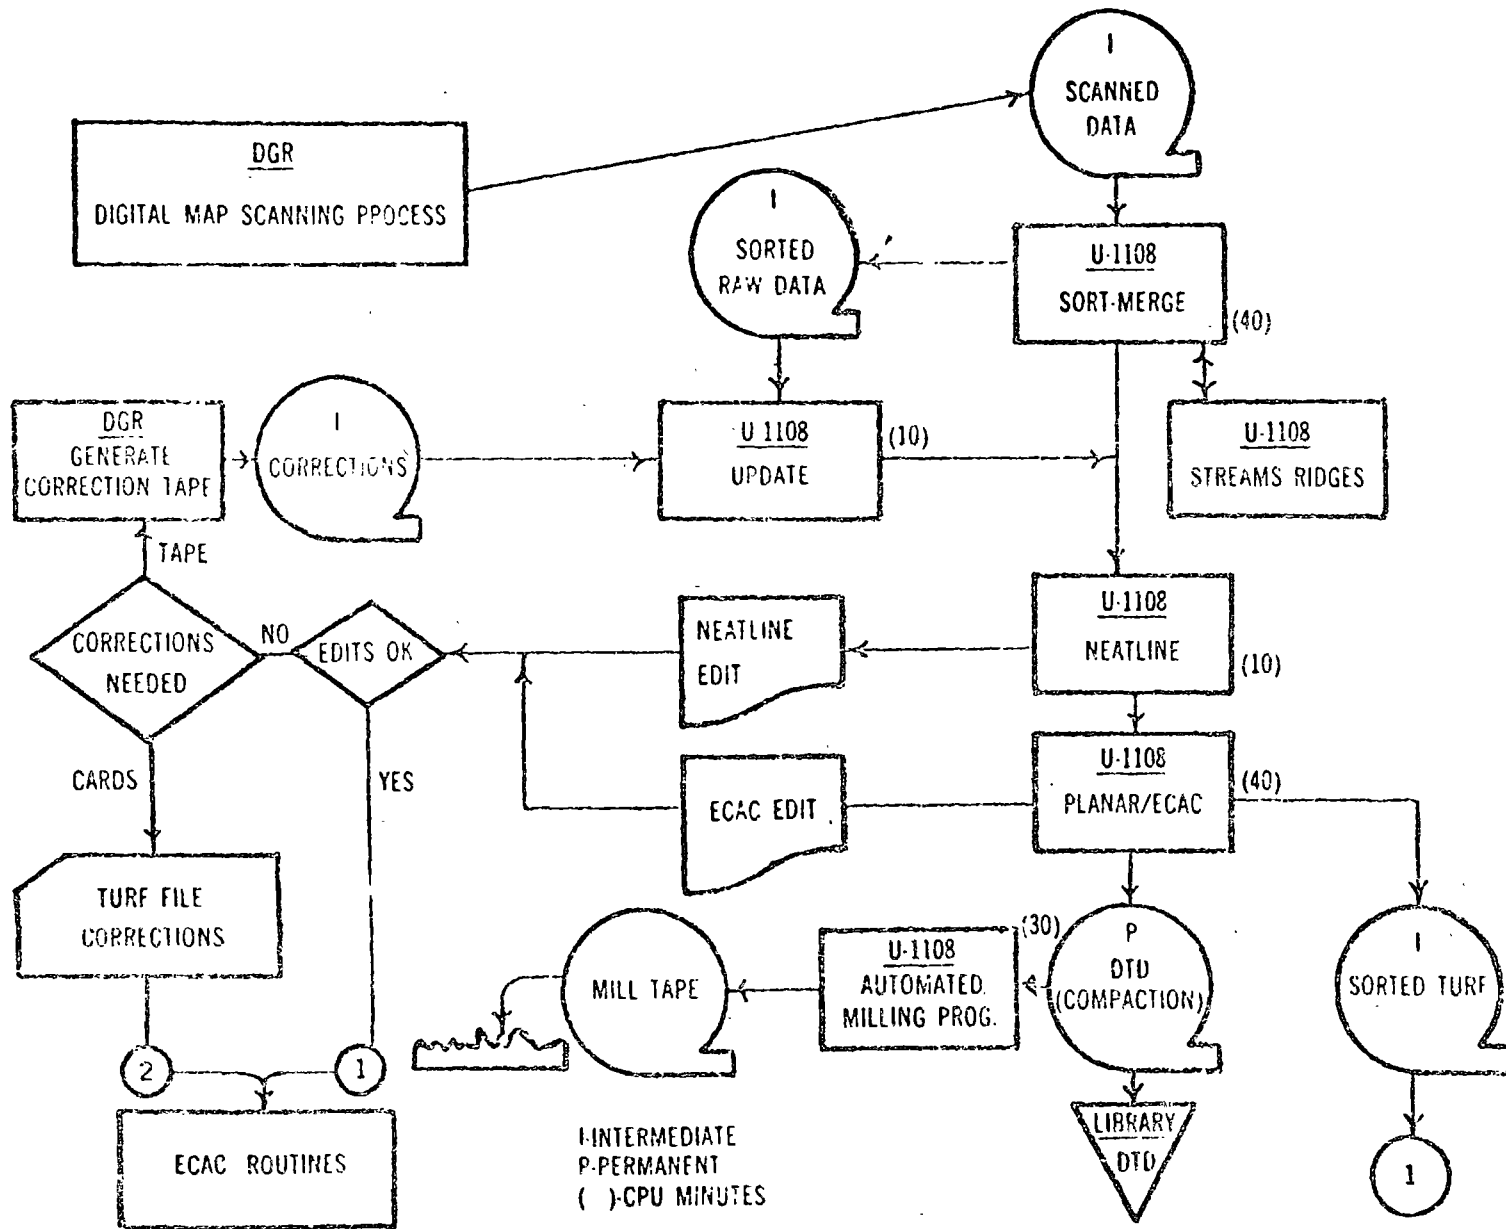 I
SCANNED
DATA
DGR
DIGITAL MAP SCANNING PPOCESS
I
SORTED
RAW DATA
U-1108
SORT-MERGE
(40)
DGR
GENERATE
CORRECTION TAPE
I
CORRECTIONS
U 1108
UPDATE
(10)
U-1108
STREAMS RIDGES
TAPE
CORRECTIONS
NEEDED
NO
EDITS OK
NEATLINE
EDIT
U-1108
NEATLINE
(10)
CARDS
YES
ECAC EDIT
U-1108
PLANAR/ECAC
(40)
TURF FILE
CORRECTIONS
MILL TAPE
U-1108
AUTOMATED.
MILLING PROG.
(30)
P
DTD
(COMPACTION)
I
SORTED TURF
2
1
ECAC ROUTINES
I-INTERMEDIATE
P-PERMANENT
( )-CPU MINUTES
LIBRARY
DTD
1